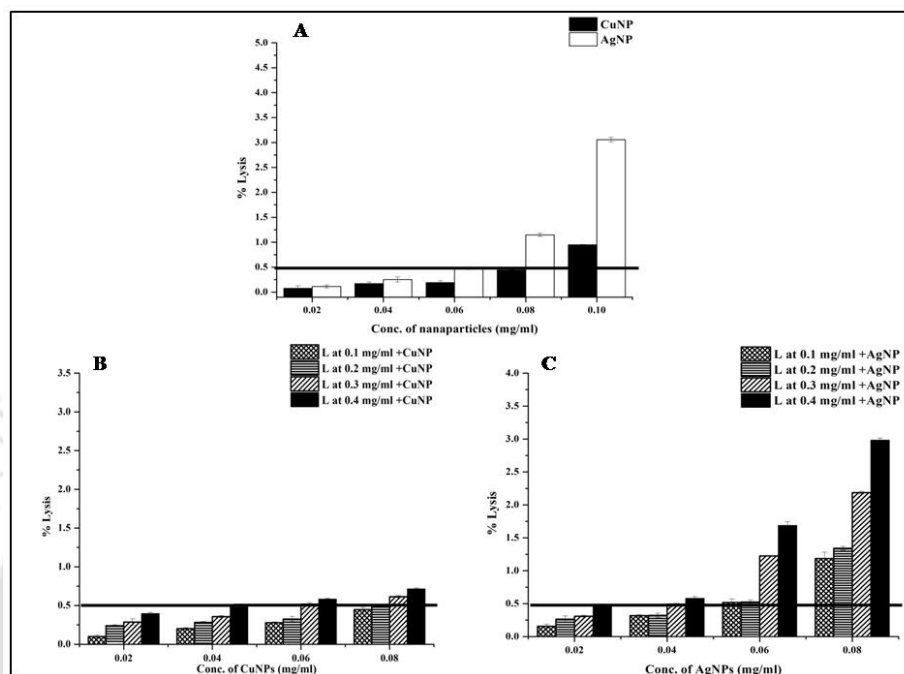 A
CuNP
AgNP
5.0
4.5
4.0
3.5
3.0
2.5
2.0
1.5
1.0
0.5
0.0
% Lysis
0.02 0.04 0.06 0.08 0.10
Conc. of nanaparticles (mg/ml)
B
L at 0.1 mg/ml +CuNP
L at 0.2 mg/ml +CuNP
L at 0.3 mg/ml +CuNP
L at 0.4 mg/ml +CuNP
3.5
3.0
2.5
2.0
1.5
1.0
0.5
0.0
% Lysis
0.02 0.04 0.06 0.08
Conc. of CuNPs (mg/ml)
C
L at 0.1 mg/ml +AgNP
L at 0.2 mg/ml +AgNP
L at 0.3 mg/ml +AgNP
L at 0.4 mg/ml +AgNP
4.0
3.5
3.0
2.5
2.0
1.5
1.0
0.5
0.0
% Lysis
0.02 0.04 0.06 0.08
Conc. of AgNPs (mg/ml)